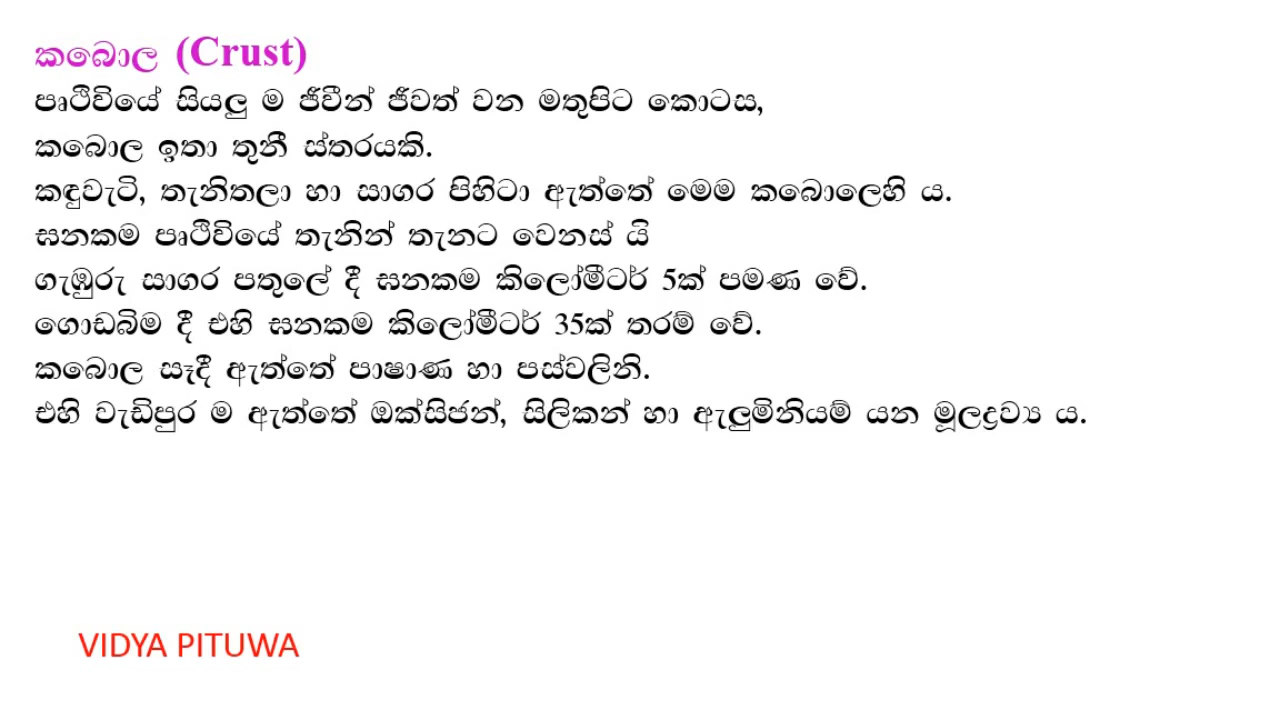 කබොල (Crust)
පෘථිවියේ සියලු ම ජීවීන් ජීවත් වන මතුපිට කොටස,
කබොල ඉතා තුනී ස්තරයකි.
කඳුවැටි, තැනිතලා හා සාගර පිහිටා ඇත්තේ මෙම කබොලෙහි ය.
ඝනකම පෘථිවියේ තැනින් තැනට වෙනස් යි
ගැඹුරු සාගර පතුලේ දී ඝනකම කිලෝමීටර් 5ක් පමණ වේ.
ගොඩබිම දී එහි ඝනකම කිලෝමීටර් 35ක් තරම් වේ.
කබොල සෑදී ඇත්තේ පාෂාණ හා පස්වලිනි.
එහි වැඩිපුර ම ඇත්තේ ඔක්සිජන්, සිලිකන් හා ඇලුමිනියම් යන මූලද්‍රව්‍ය ය.
VIDYA PITUWA